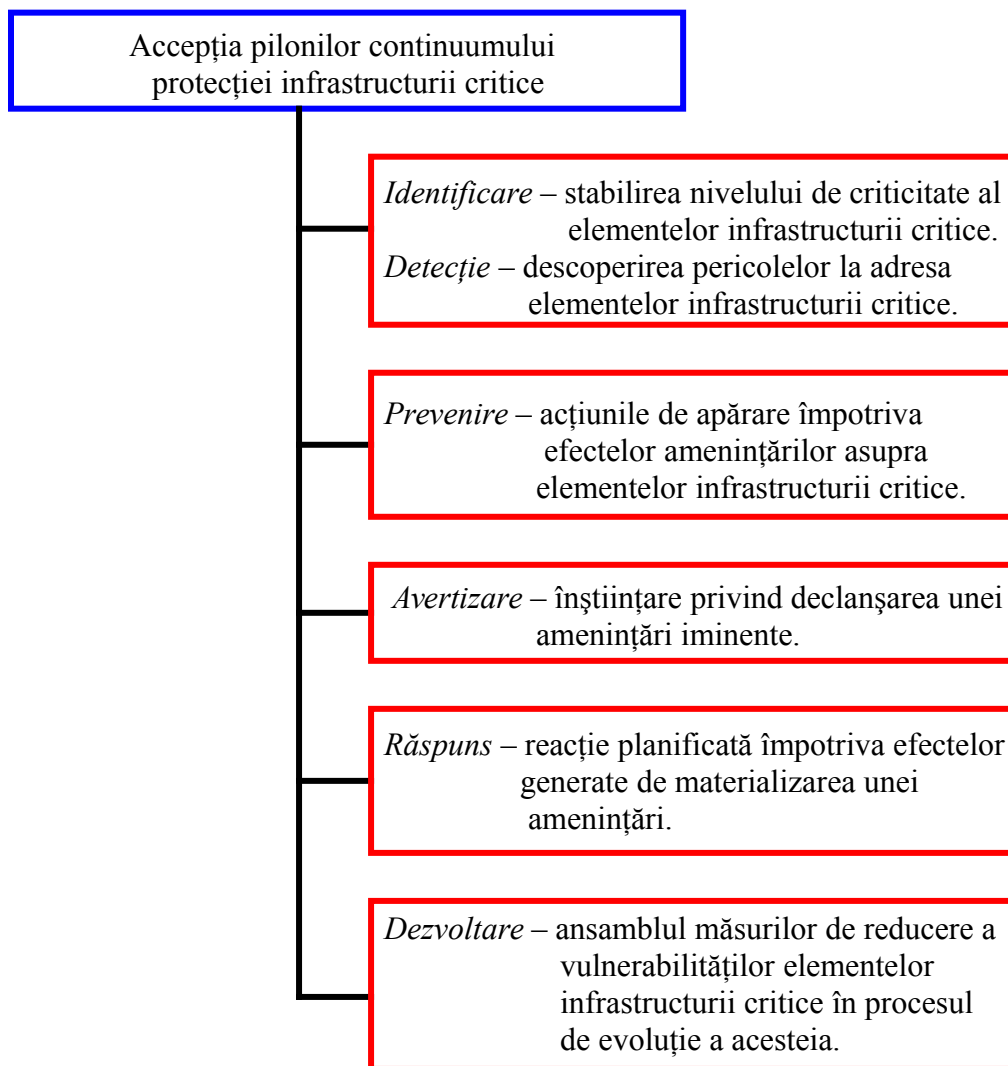 Accepția pilonilor continuumului
protecției infrastructurii critice
Identificare – stabilirea nivelului de criticitate al
elementelor infrastructurii critice.
Detecție – descoperirea pericolelor la adresa
elementelor infrastructurii critice.
Prevenire – acțiunile de apărare împotriva
efectelor amenințărilor asupra
elementelor infrastructurii critice.
Avertizare – înştiințare privind declanşarea unei
amenințări iminente.
Răspuns – reacție planificată împotriva efectelor
generate de materializarea unei
amenințări.
Dezvoltare – ansamblul măsurilor de reducere a
vulnerabilităților elementelor
infrastructurii critice în procesul
de evoluție a acesteia.